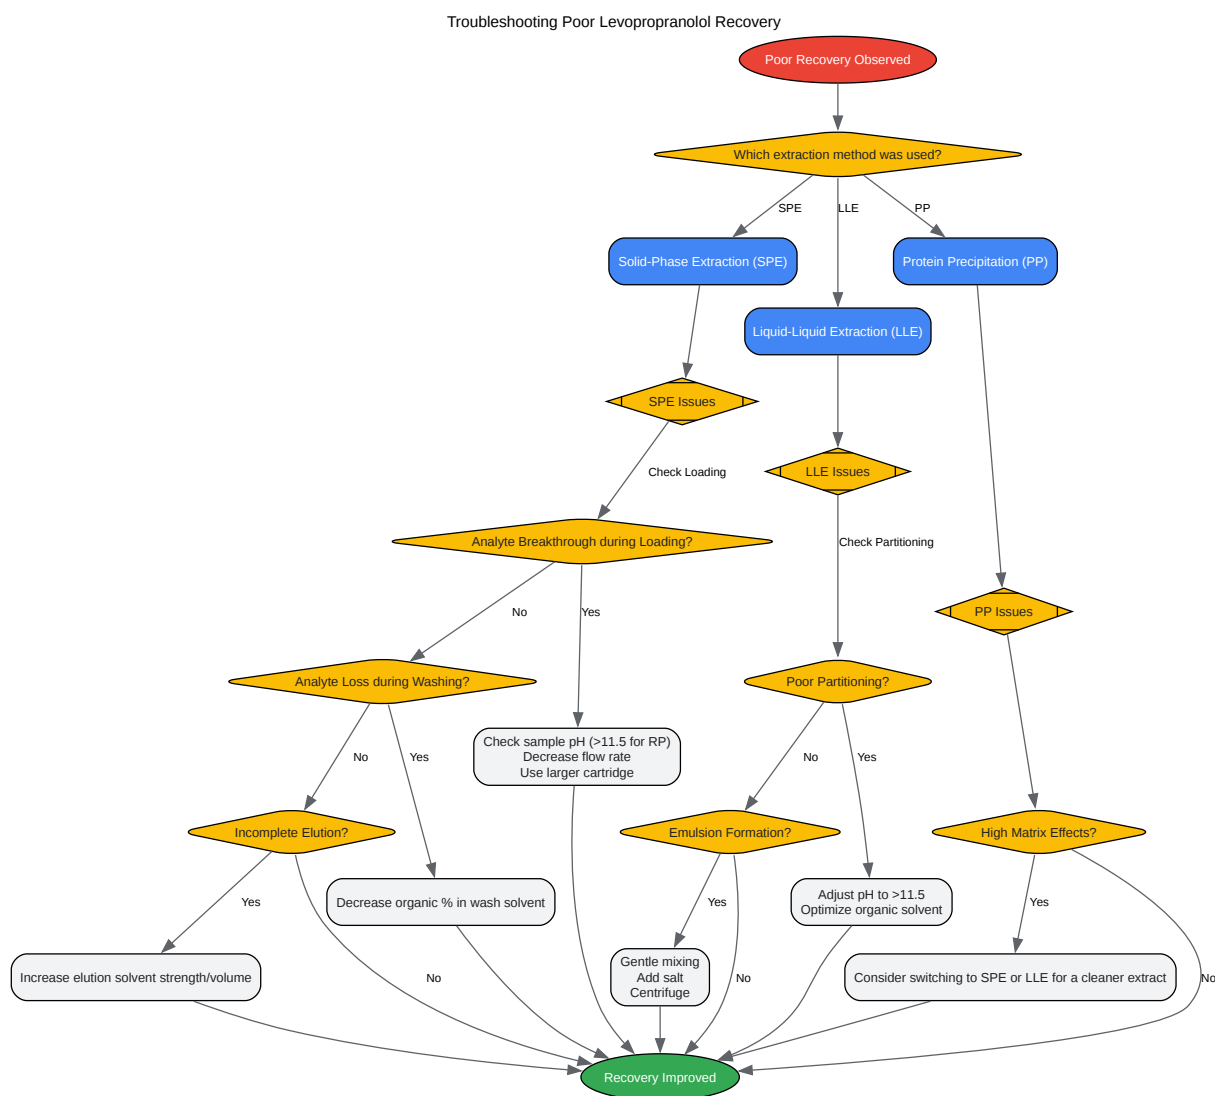 Troubleshooting Poor Levopropranolol Recovery
Poor Recovery Observed
Which extraction method was used?
SPE
LLE
PP
Solid-Phase Extraction (SPE)
Protein Precipitation (PP)
Liquid-Liquid Extraction (LLE)
SPE Issues
LLE Issues
Check Loading
Analyte Breakthrough during Loading?
Check Partitioning
PP Issues
No
Yes
Analyte Loss during Washing?
Poor Partitioning?
Check sample pH (>11.5 for RP)
Decrease flow rate
Use larger cartridge
No
Yes
No
Yes
Incomplete Elution?
Emulsion Formation?
High Matrix Effects?
Decrease organic % in wash solvent
Adjust pH to >11.5
Optimize organic solvent
Yes
Yes
Yes
Increase elution solvent strength/volume
No
Gentle mixing
Add salt
Centrifuge
No
Consider switching to SPE or LLE for a cleaner extract
No
Recovery Improved